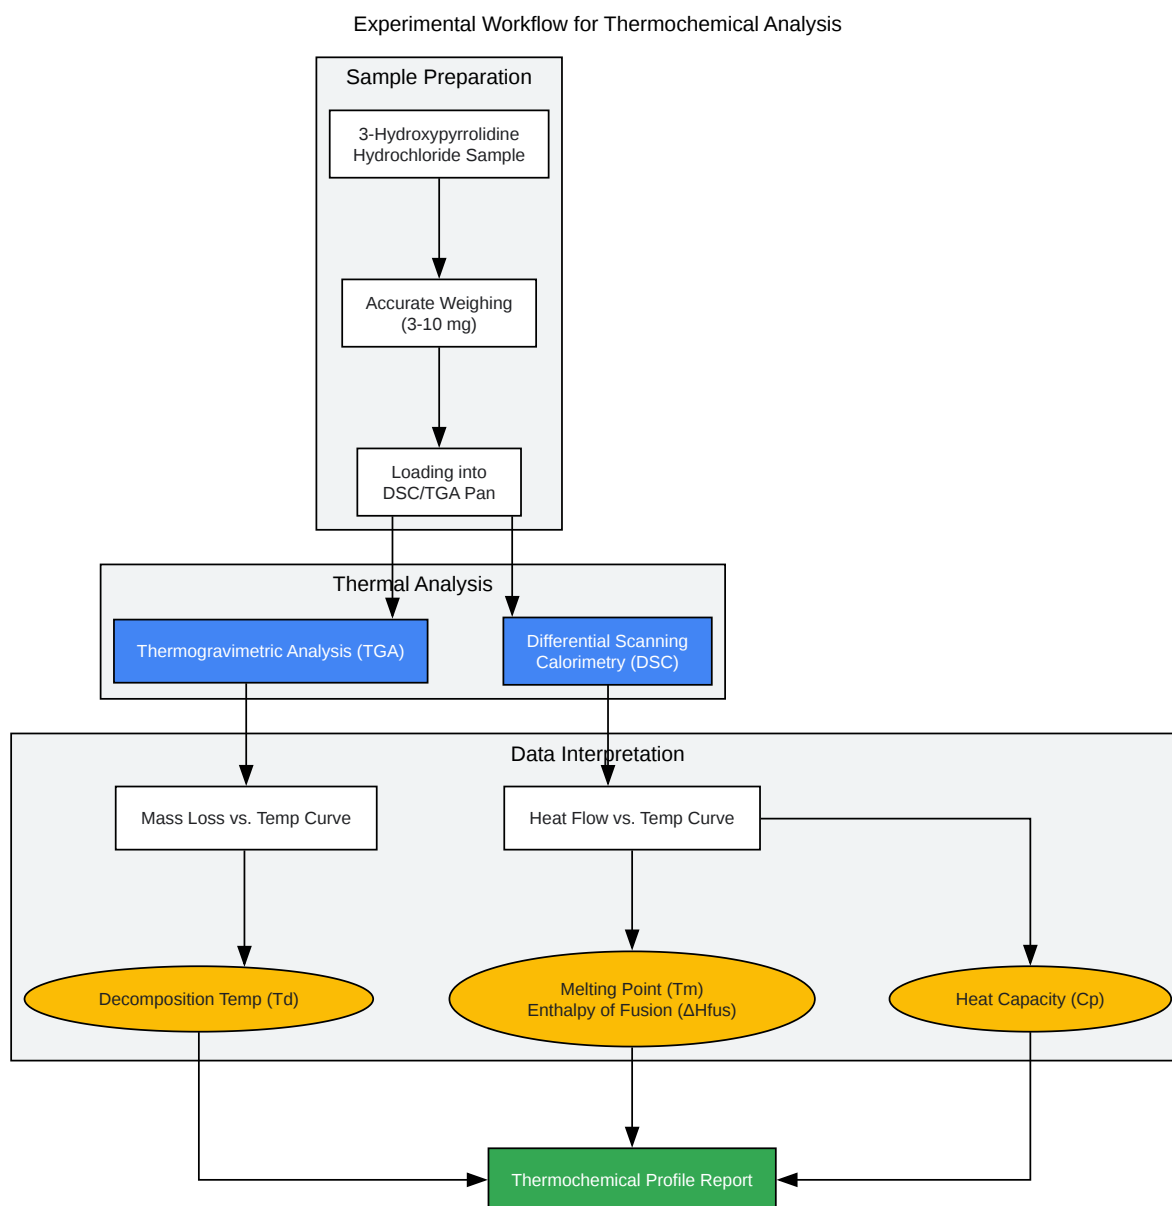 Experimental Workflow for Thermochemical Analysis
Sample Preparation
3-Hydroxypyrrolidine
Hydrochloride Sample
Accurate Weighing
(3-10 mg)
Loading into
DSC/TGA Pan
Thermal Analysis
Thermogravimetric Analysis (TGA)
Differential Scanning
Calorimetry (DSC)
Data Interpretation
Mass Loss vs. Temp Curve
Heat Flow vs. Temp Curve
Decomposition Temp (Td)
Melting Point (Tm)
Enthalpy of Fusion (ΔHfus)
Heat Capacity (Cp)
Thermochemical Profile Report